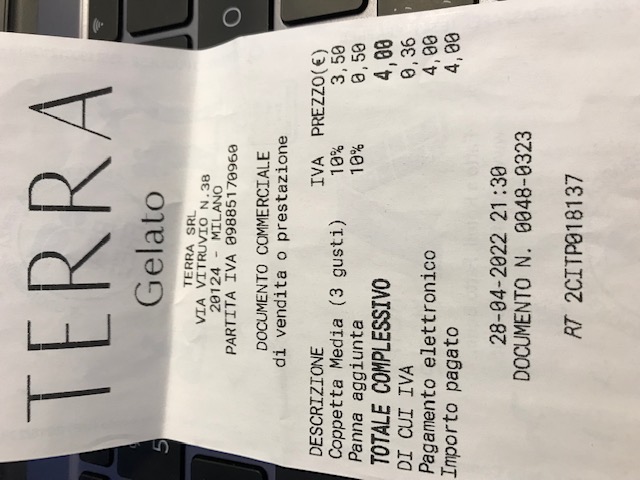 TERRA
Gelato
TERRA SRL
VIA VITRUVIO N.38
20124 - MILANO
PARTITA IVA 09885170960
DOCUMENTO COMMERCIALE
di vendita o prestazione
DESCRIZIONE IVA PREZZO(€)
Coppetta Media (3 gusti) 10% 3,50
Panna aggiunta 10% 0,50
TOTALE COMPLESSIVO 4,00
DI CUI IVA 0,36
Pagamento elettronico 4,00
Importo pagato 4,00
28-04-2022 21:30
DOCUMENTO N. 0048-0323
RT 2CITP018137